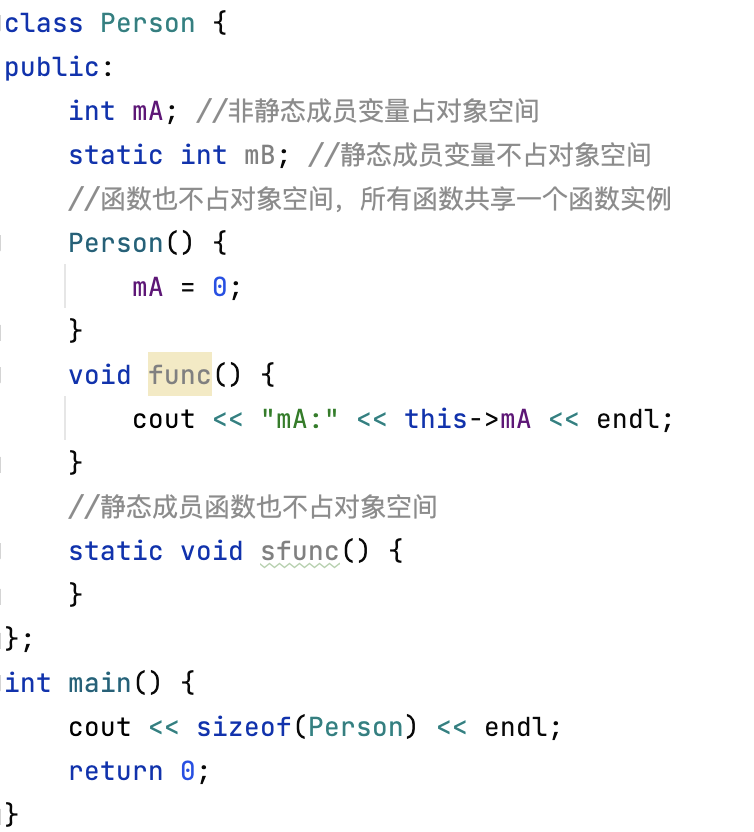 class Person {
public:
    int mA; //非静态成员变量占对象空间
    static int mB; //静态成员变量不占对象空间
    //函数也不占对象空间，所有函数共享一个函数实例
    Person() {
        mA = 0;
    }
    void func() {
        cout << "mA:" << this->mA << endl;
    }
    //静态成员函数也不占对象空间
    static void sfunc() {
    }
};
int main() {
    cout << sizeof(Person) << endl;
    return 0;
}